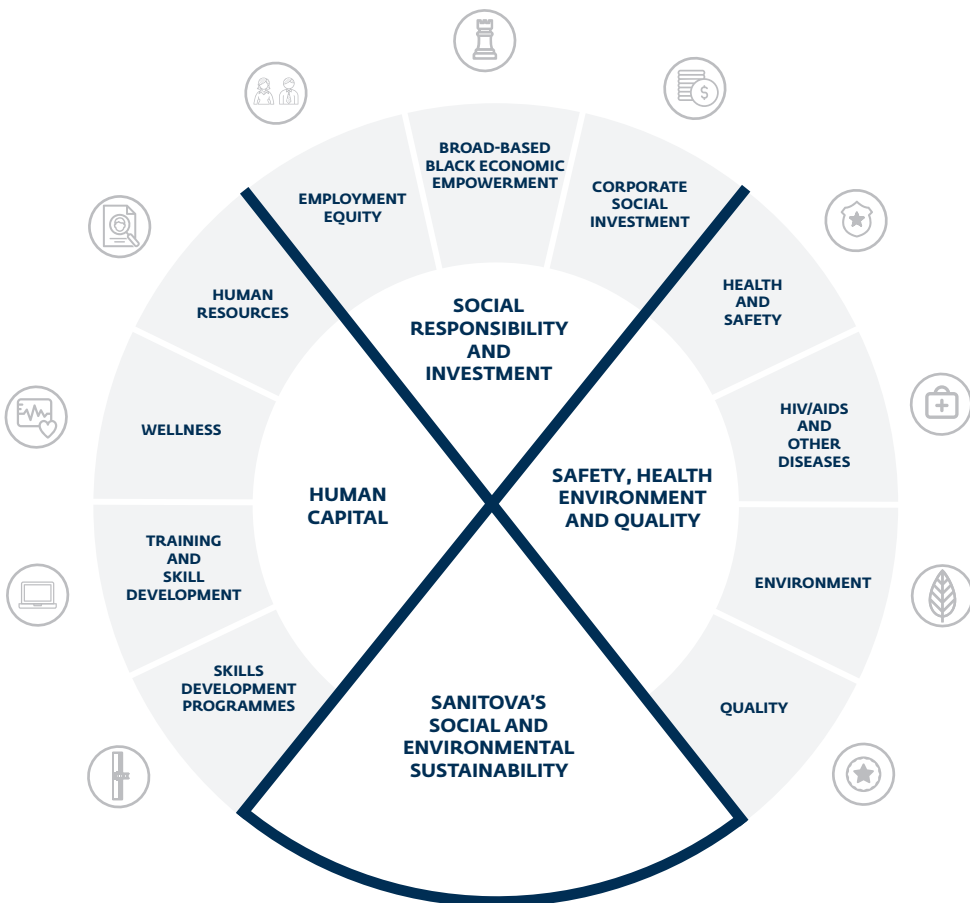 BROAD-BASED
BLACK ECONOMIC
EMPOWERMENT
EMPLOYMENT
EQUITY
CORPORATE
SOCIAL
INVESTMENT
HUMAN
RESOURCES
HEALTH
AND
SAFETY
SOCIAL
RESPONSIBILITY
AND
INVESTMENT
WELLNESS
HIV/AIDS
AND
OTHER
DISEASES
HUMAN
CAPITAL
SAFETY, HEALTH
ENVIRONMENT
AND QUALITY
TRAINING
AND
SKILL
DEVELOPMENT
ENVIRONMENT
SKILLS
DEVELOPMENT
PROGRAMMES
SANITOVA'S
SOCIAL AND
ENVIRONMENTAL
SUSTAINABILITY
QUALITY
$